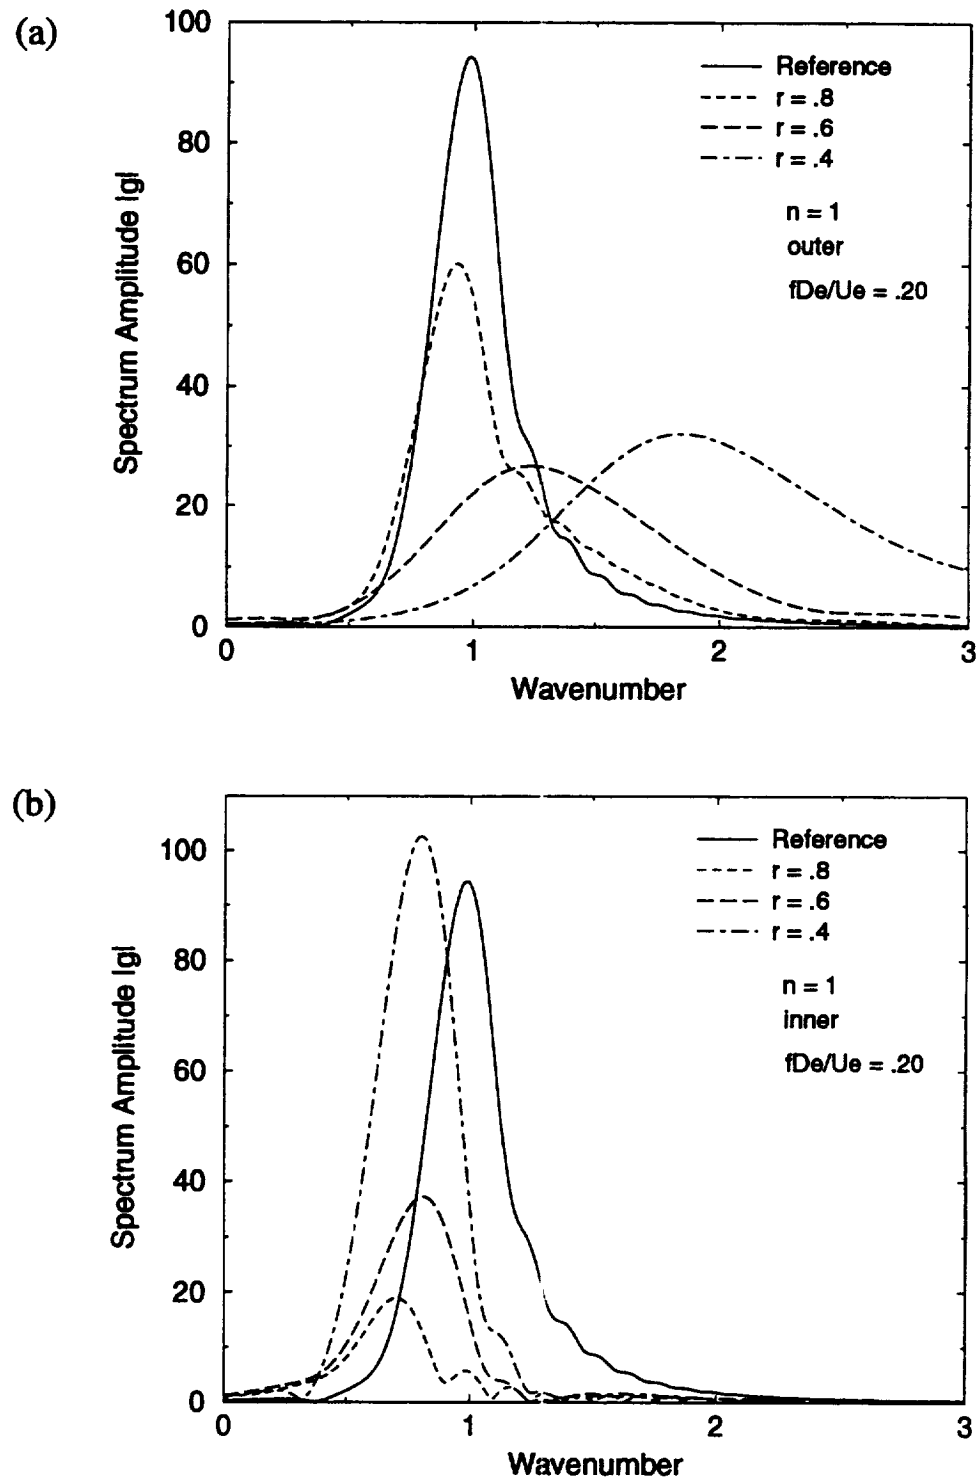 (a)
100
80
60
40
20
0
Spectrum Amplitude |g|
Reference
r = .8
r = .6
r = .4
n = 1
outer
fDe/Ue = .20
0 1 2 3
Wavenumber
(b)
100
80
60
40
20
0
Spectrum Amplitude |g|
Reference
r = .8
r = .6
r = .4
n = 1
inner
fDe/Ue = .20
0 1 2 3
Wavenumber